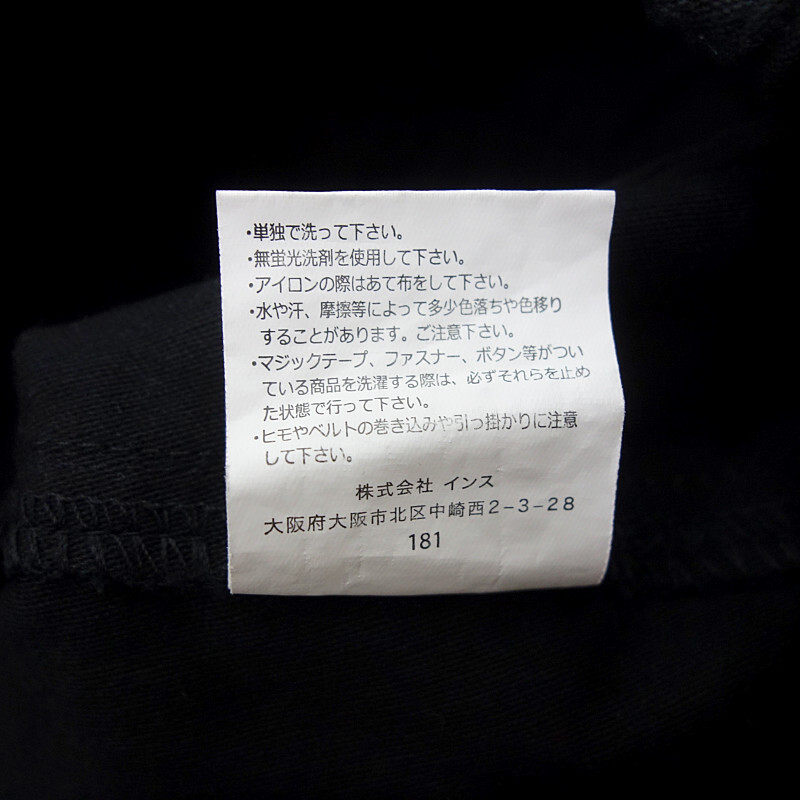 ・単独で洗って下さい。
・無蛍光洗剤を使用して下さい。
・アイロンの際はあて布をして下さい。
・水や汗、摩擦等によって多少色落ちや色移り
することがあります。ご注意下さい。
・マジックテープ、ファスナー、ボタン等がつい
ている商品を洗濯する際は、必ずそれらを止め
た状態で行って下さい。
・ヒモやベルトの巻き込みや引っ掛かりに注意
して下さい。
株式会社 インス
大阪府大阪市北区中崎西2-3-28
181